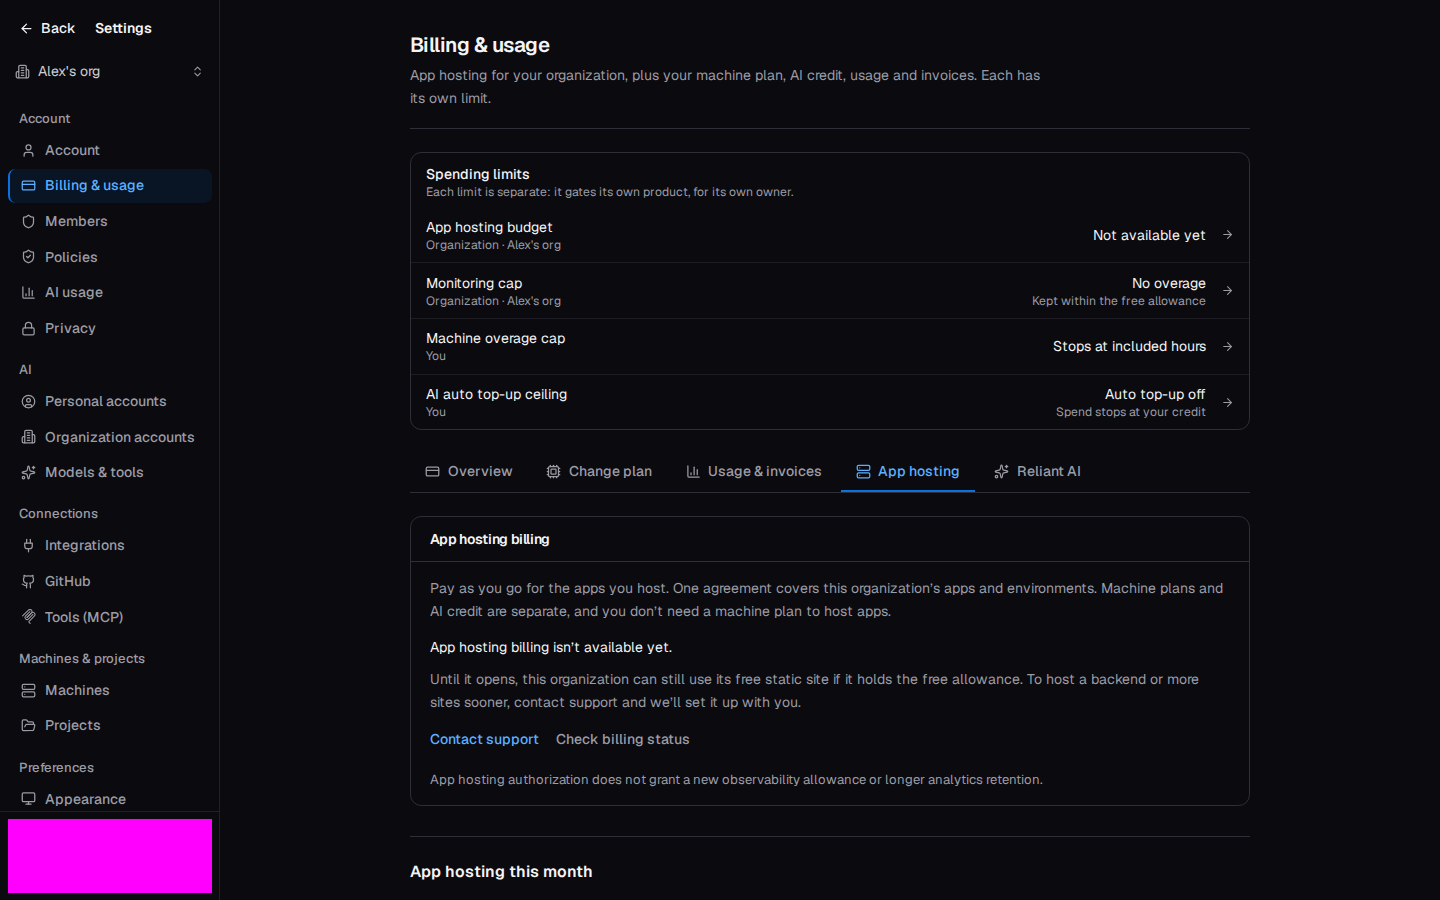 Back Settings
Alex's org
Account
Account
Billing & usage
Members
Policies
AI usage
Privacy
AI
Personal accounts
Organization accounts
Models & tools
Connections
Integrations
GitHub
Tools (MCP)
Machines & projects
Machines
Projects
Preferences
Appearance
Billing & usage
App hosting for your organization, plus your machine plan, AI credit, usage and invoices. Each has
its own limit.
Spending limits
Each limit is separate: it gates its own product, for its own owner.
App hosting budget
Organization · Alex's org
Not available yet
Monitoring cap
Organization · Alex's org
No overage
Kept within the free allowance
Machine overage cap
You
Stops at included hours
AI auto top-up ceiling
You
Auto top-up off
Spend stops at your credit
Overview Change plan Usage & invoices App hosting Reliant AI
App hosting billing
Pay as you go for the apps you host. One agreement covers this organization's apps and environments. Machine plans and
AI credit are separate, and you don't need a machine plan to host apps.
App hosting billing isn't available yet.
Until it opens, this organization can still use its free static site if it holds the free allowance. To host a backend or more
sites sooner, contact support and we'll set it up with you.
Contact support Check billing status
App hosting authorization does not grant a new observability allowance or longer analytics retention.
App hosting this month